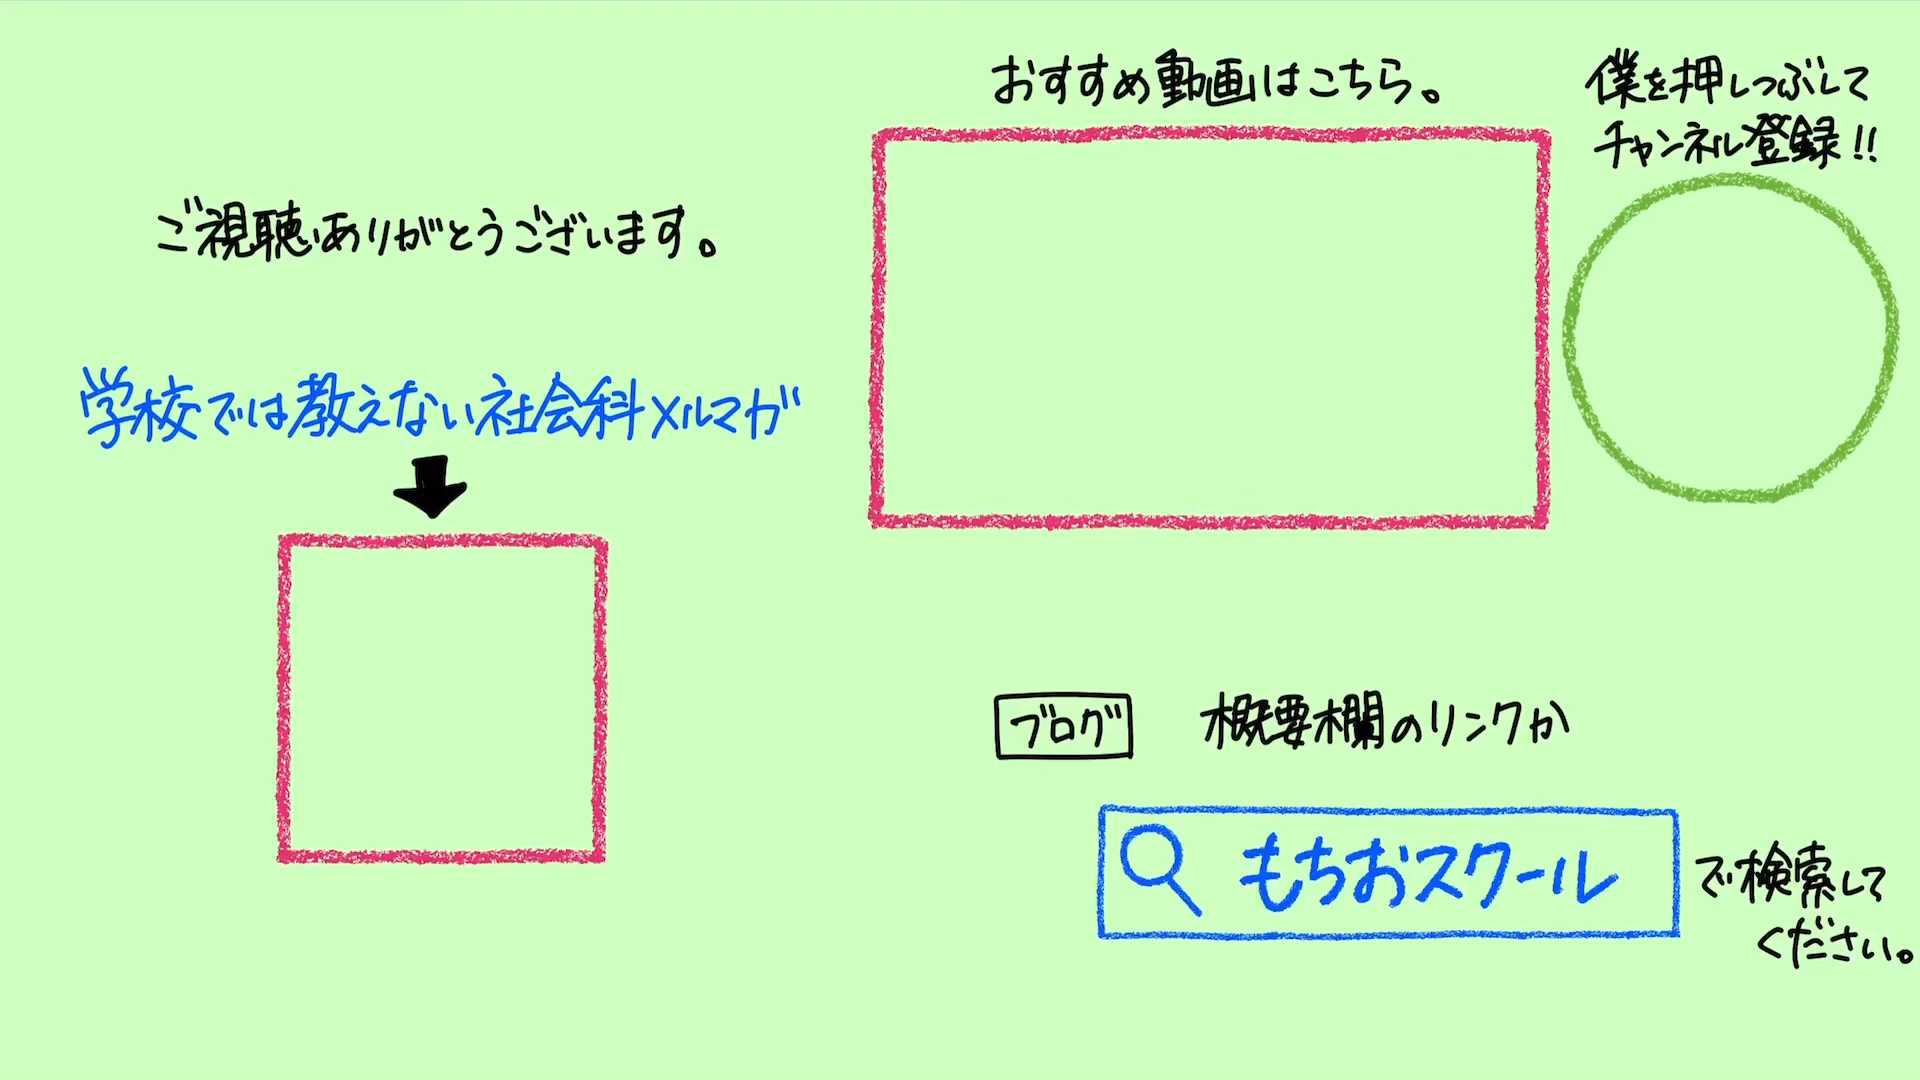 ご視聴ありがとうございます。
学校では教えない社会科メルマガ
おすすめ動画はこちら。
僕を押しつぶして
チャンネル登録!!
ブログ
概要欄のリンクか
もちおスクール
で検索して
ください。